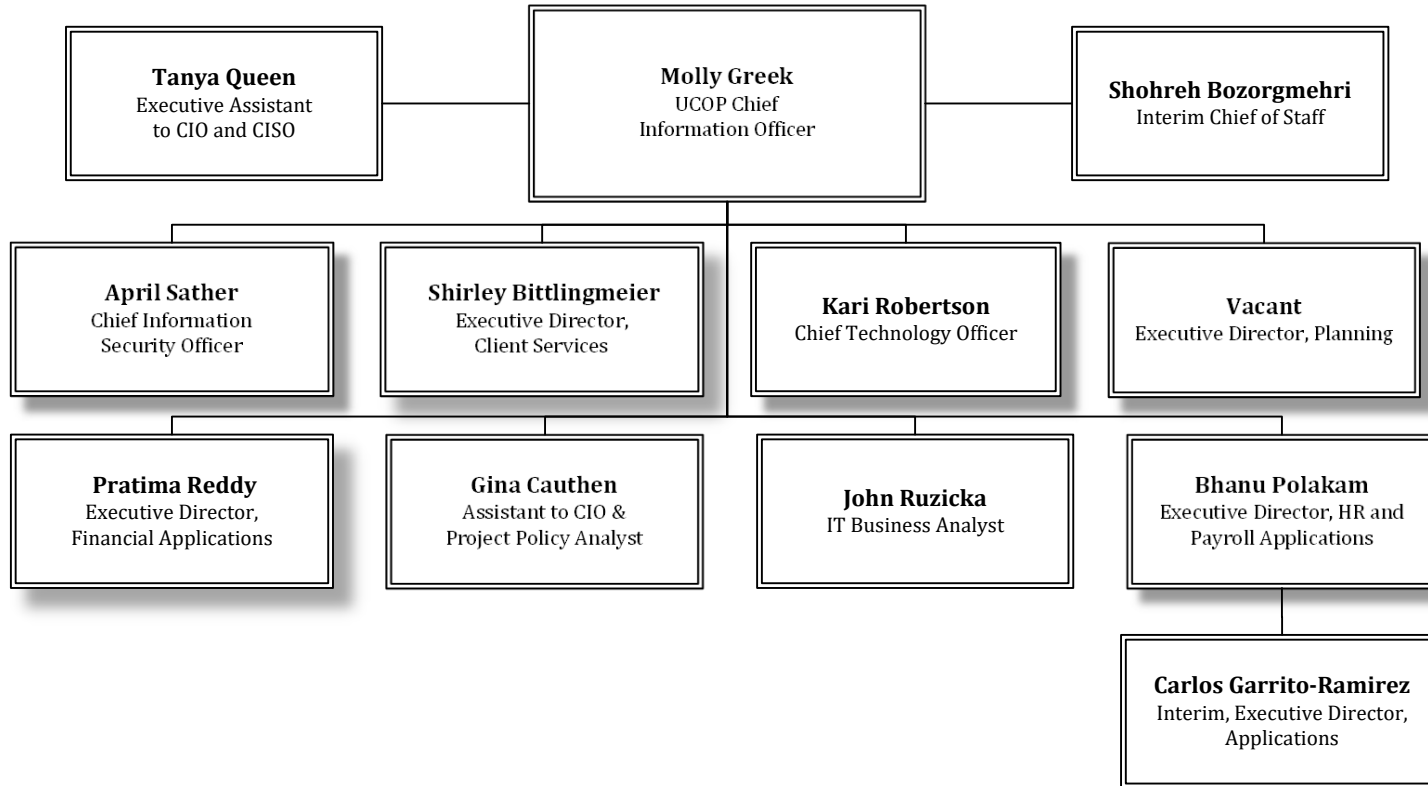 Tanya Queen
Executive Assistant
to CIO and CISO
Molly Greek
UCOP Chief
Information Officer
Shohreh Bozorgmehri
Interim Chief of Staff
April Sather
Chief Information
Security Officer
Shirley Bittlingmeier
Executive Director,
Client Services
Kari Robertson
Chief Technology Officer
Vacant
Executive Director, Planning
Pratima Reddy
Executive Director,
Financial Applications
Gina Cauthen
Assistant to CIO &
Project Policy Analyst
John Ruzicka
IT Business Analyst
Bhanu Polakam
Executive Director, HR and
Payroll Applications
Carlos Garrito-Ramirez
Interim, Executive Director,
Applications